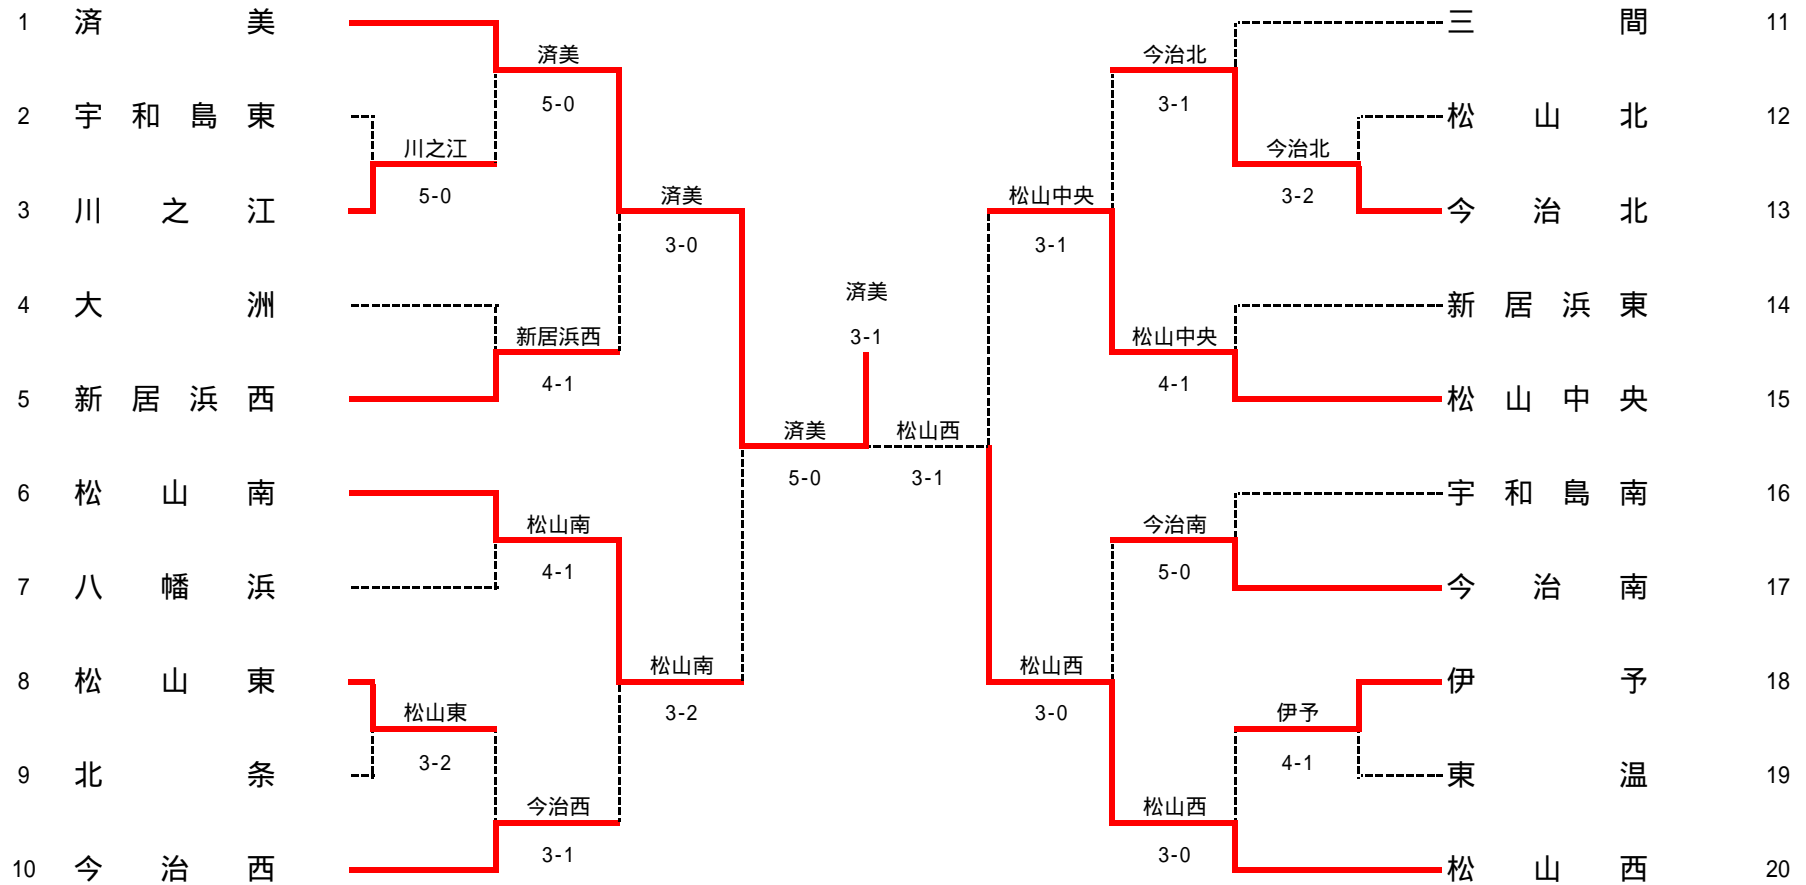 1 済美
2 宇和島東
3 川之江
4 大洲
5 新居浜西
6 松山南
7 八幡浜
8 松山東
9 北条
10 今治西
川之江
5-0
松山東
3-2
済美
5-0
新居浜西
4-1
松山南
4-1
今治西
3-1
済美
3-0
松山南
3-2
済美
5-0
済美
3-1
松山西
3-1
松山中央
3-1
松山西
3-0
今治北
3-1
松山中央
4-1
今治南
5-0
松山西
3-0
今治北
3-2
伊予
4-1
三間 11
松山北 12
今治北 13
新居浜東 14
松山中央 15
宇和島南 16
今治南 17
伊予 18
東温 19
松山西 20